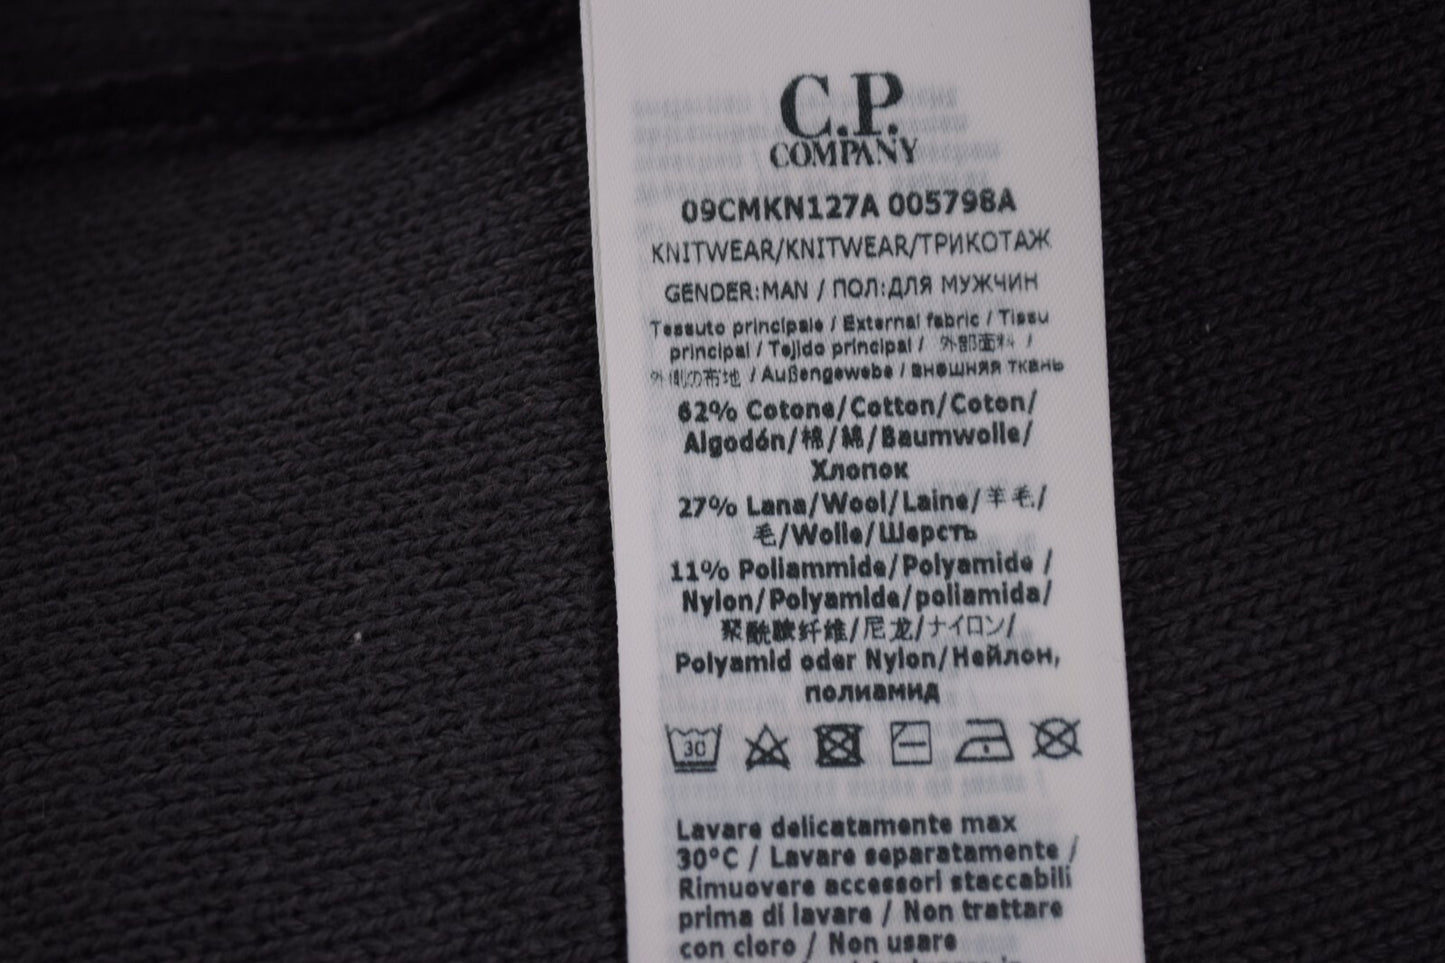 C.P.
COMPANY
09CMKN127A 005798A
KNITWEAR/KNITWEAR/ТРИКОТАЖ
GENDER:MAN / ПОЛ:ДЛЯ МУЖЧИН
Tessuto principale / External fabric / Tissu
principal / Tejido principal / 外部面料 /
外側の布地 / Außengewebe / внешняя ткань
62% Cotone/Cotton/Coton/
Algodón/棉/綿/Baumwolle/
Хлопок
27% Lana/Wool/Laine/羊毛/
毛/Wolle/Шерсть
11% Poliammide/Polyamide /
Nylon/Polyamide/poliamida/
聚酰胺纤维/尼龙/ナイロン/
Polyamid oder Nylon/Нейлон,
полиамид
30
Lavare delicatamente max
30°C / Lavare separatamente /
Rimuovere accessori staccabili
prima di lavare / Non trattare
con cloro / Non usare